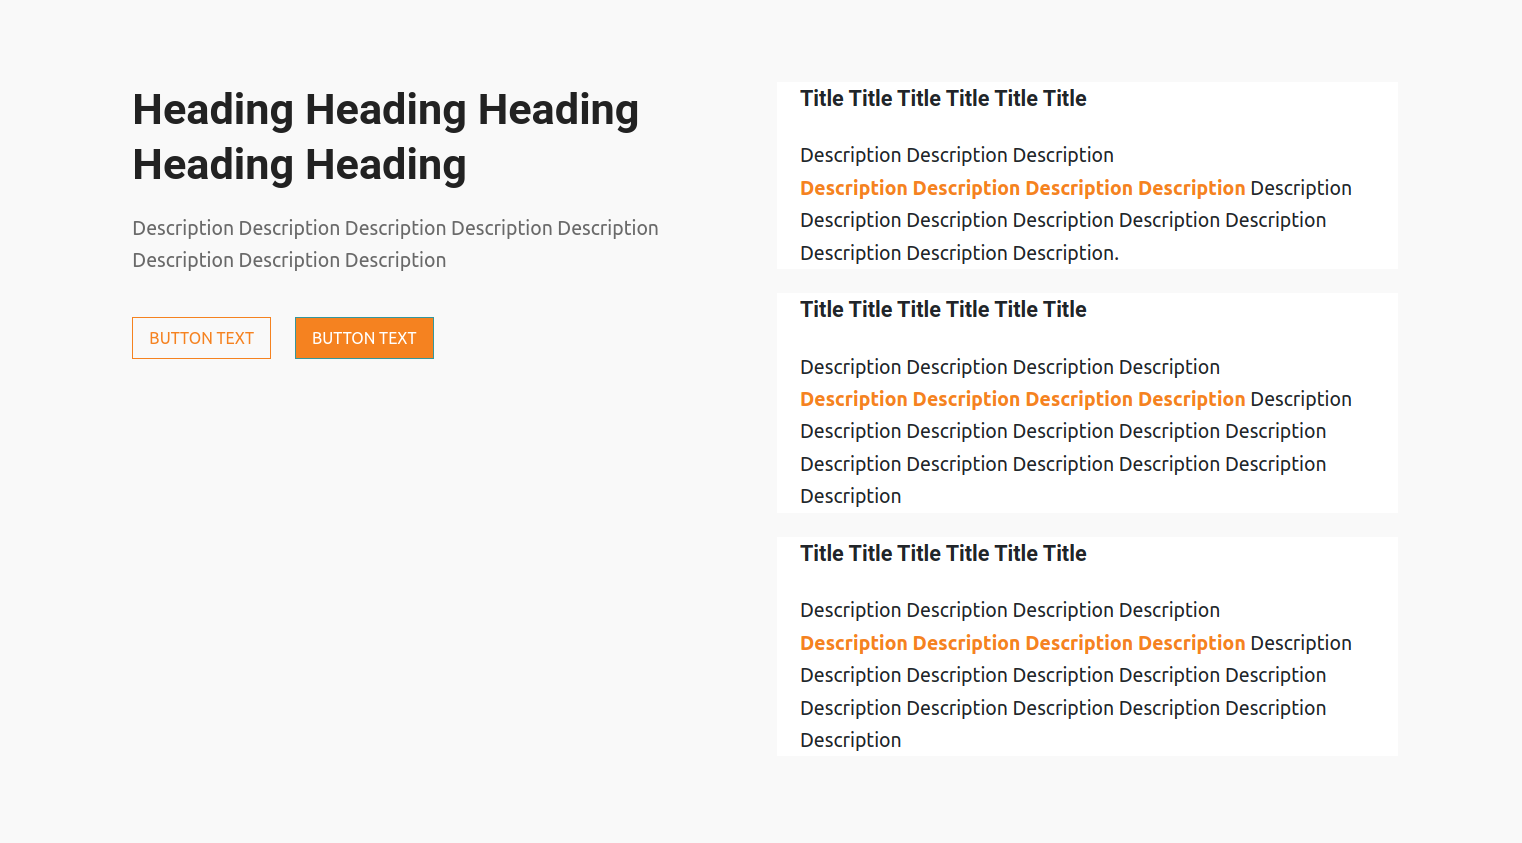 Heading Heading Heading
Heading Heading
Description Description Description Description Description
Description Description Description
BUTTON TEXT
BUTTON TEXT
Title Title Title Title Title Title
Description Description Description
Description Description Description Description Description
Description Description Description Description Description
Description Description Description.
Title Title Title Title Title Title
Description Description Description Description
Description Description Description Description Description
Description Description Description Description Description
Description Description Description Description Description
Description
Title Title Title Title Title Title
Description Description Description Description
Description Description Description Description Description
Description Description Description Description Description
Description Description Description Description Description
Description